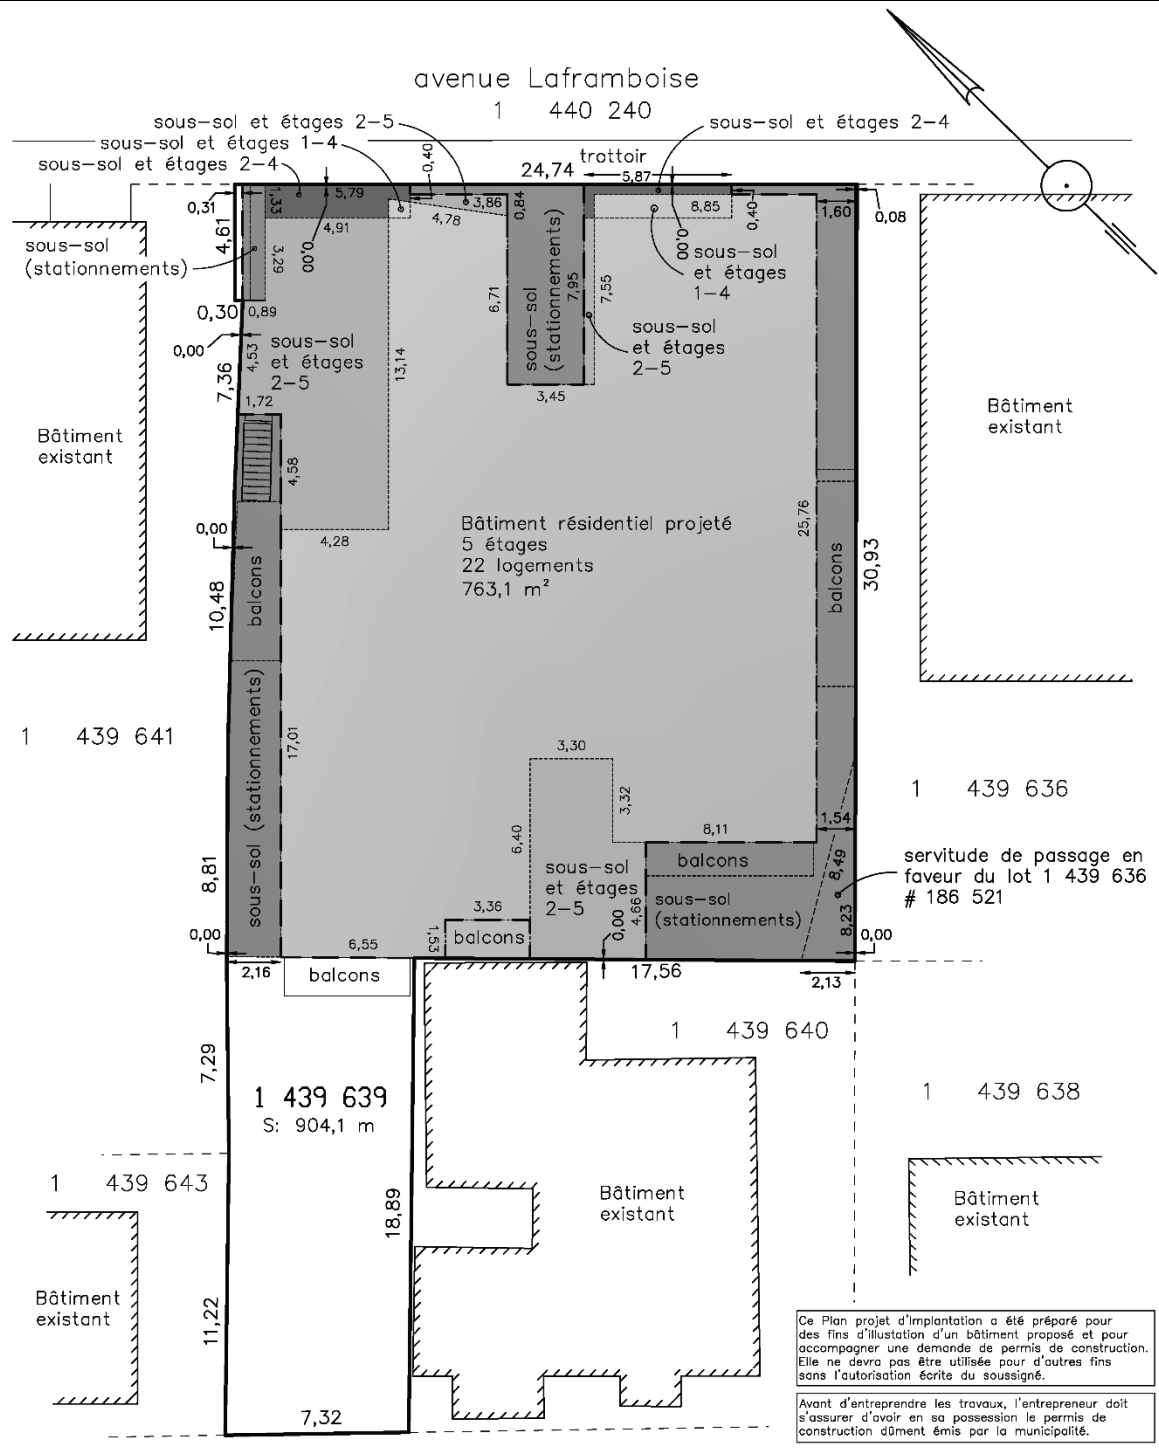 avenue Laframboise
1 440 240
sous-sol et étages 2-5
sous-sol et étages 2-4
sous-sol et étages 1-4
sous-sol et étages 2-4
trottoir
24,74
5,87
0,40
0,31
1,33
5,79
3,86
0,84
8,85
0,40
1,60
0,08
4,61
4,91
4,78
0,00
0,00
sous-sol
(stationnements)
3,29
sous-sol
et étages
1-4
6,71
sous-sol
(stationnements)
7,95
7,55
0,30
0,89
0,00
4,53
sous-sol
et étages
2-5
13,14
sous-sol
et étages
2-5
7,36
1,72
3,45
Bâtiment
existant
Bâtiment
existant
4,58
0,00
4,28
25,76
Bâtiment résidentiel projeté
5 étages
22 logements
763,1 m²
30,93
10,48
balcons
balcons
1 439 641
17,01
sous-sol (stationnements)
3,30
3,32
1 439 636
8,11
1,54
6,40
8,81
balcons
8,49
servitude de passage en
faveur du lot 1 439 636
# 186 521
sous-sol
et étages
2-5
4,66
sous-sol
(stationnements)
8,23
3,36
0,00
1,53
balcons
0,00
0,00
6,55
2,16
balcons
17,56
2,13
1 439 640
7,29
1 439 639
S: 904,1 m
1 439 638
1 439 643
18,89
Bâtiment
existant
Bâtiment
existant
Bâtiment
existant
11,22
7,32
Ce Plan projet d'implantation a été préparé pour
des fins d'illustation d'un bâtiment proposé et pour
accompagner une demande de permis de construction.
Elle ne devra pas être utilisée pour d'autres fins
sans l'autorisation écrite du soussigné.
Avant d'entreprendre les travaux, l'entrepreneur doit
s'assurer d'avoir en sa possession le permis de
construction dûment émis par la municipalité.